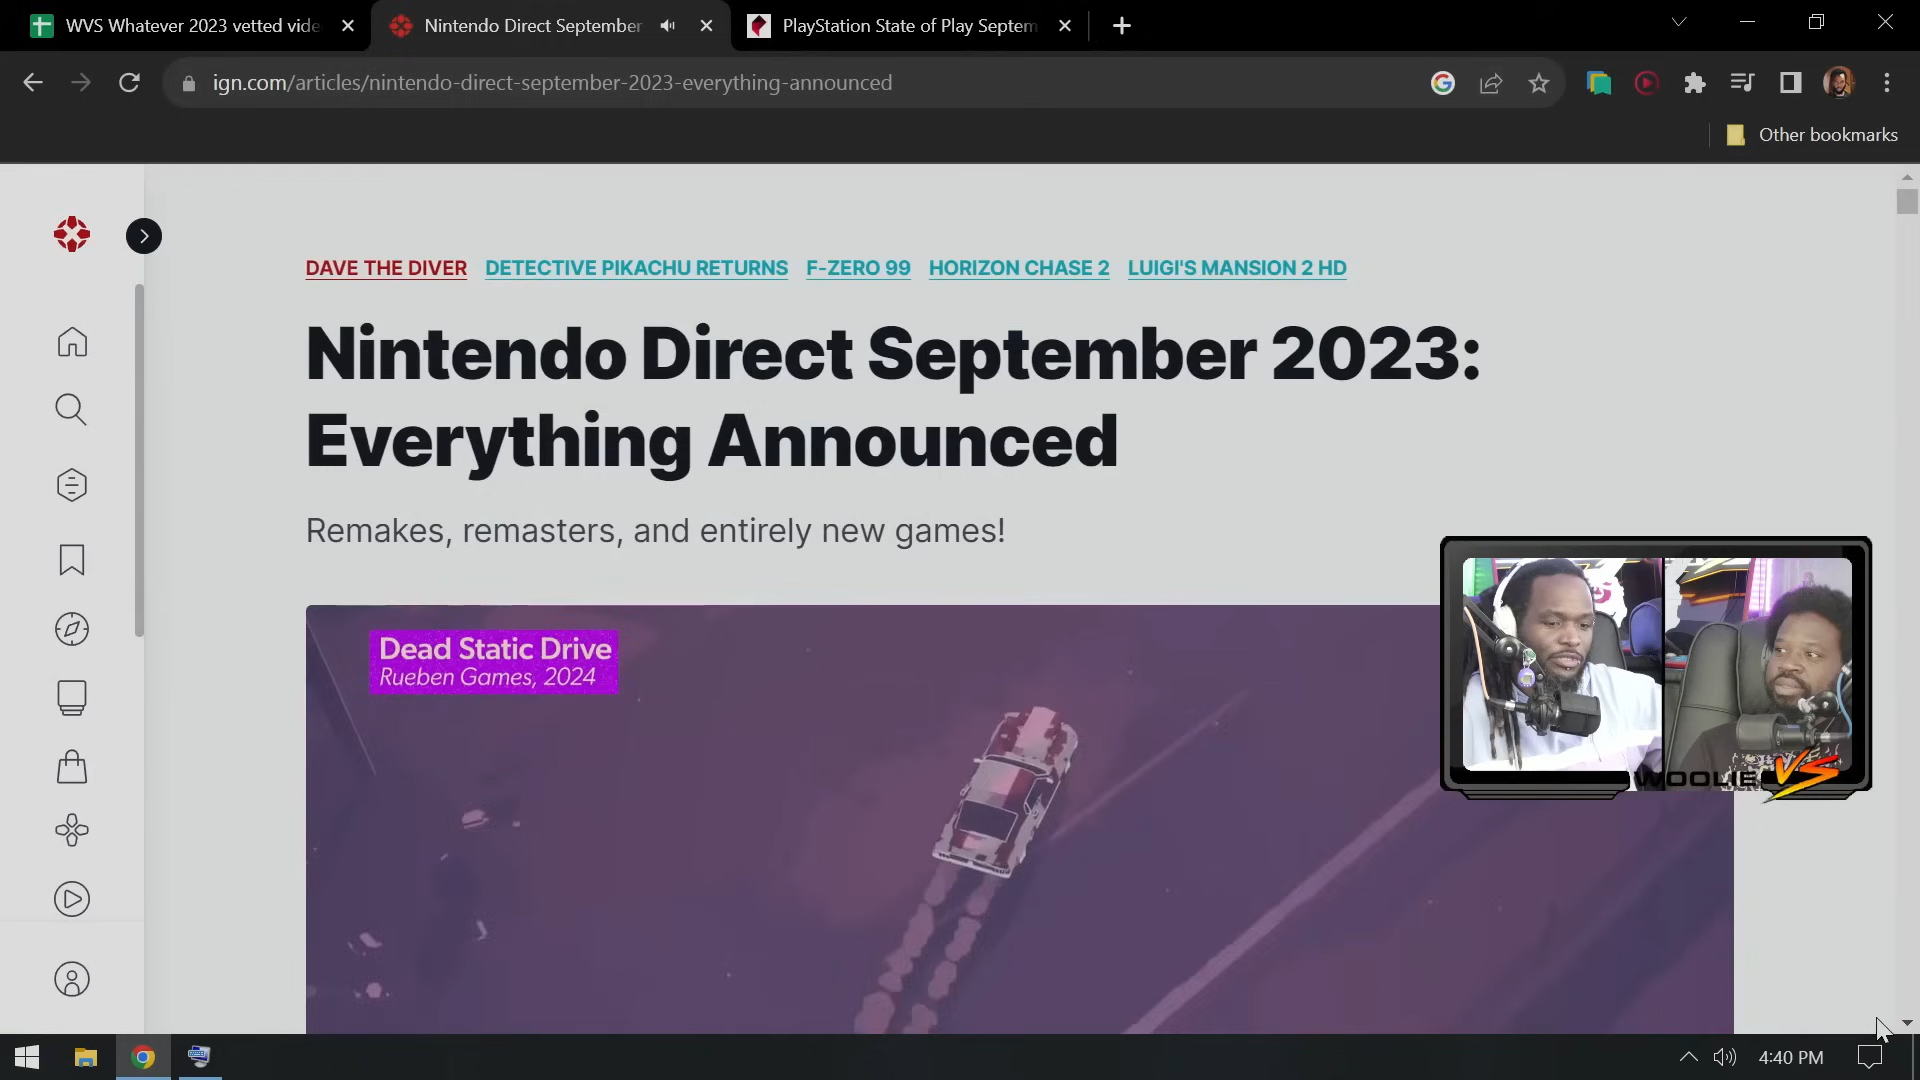 WVS Whatever 2023 vetted vide
Nintendo Direct September
PlayStation State of Play Septem
ign.com/articles/nintendo-direct-september-2023-everything-announced
Other bookmarks
DAVE THE DIVER DETECTIVE PIKACHU RETURNS F-ZERO 99 HORIZON CHASE 2 LUIGI'S MANSION 2 HD
Nintendo Direct September 2023:
Everything Announced
Remakes, remasters, and entirely new games!
Dead Static Drive
Rueben Games, 2024
WOOLIE VS
4:40 PM